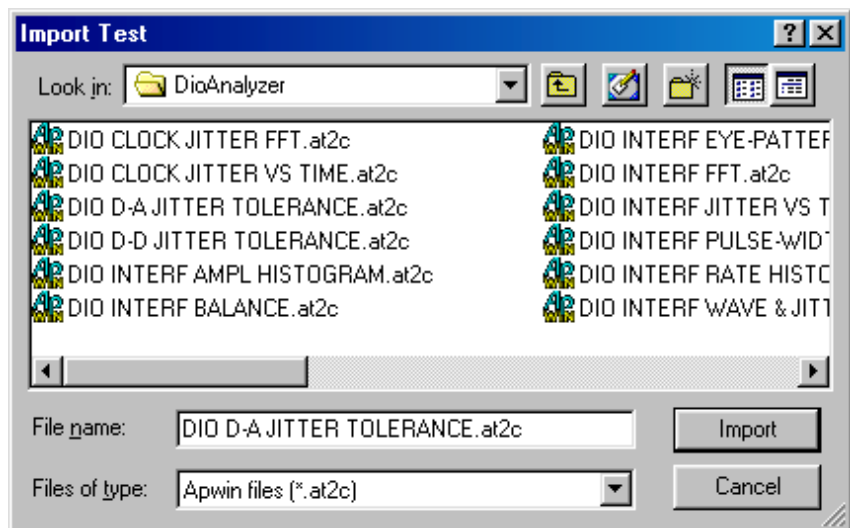 Import Test
Look in: DioAnalyzer
DIO CLOCK JITTER FFT.at2c
DIO CLOCK JITTER VS TIME.at2c
DIO D-A JITTER TOLERANCE.at2c
DIO D-D JITTER TOLERANCE.at2c
DIO INTERF AMPL HISTOGRAM.at2c
DIO INTERF BALANCE.at2c
DIO INTERF EYE-PATTER
DIO INTERF FFT.at2c
DIO INTERF JITTER VS T
DIO INTERF PULSE-WIDT
DIO INTERF RATE HISTO
DIO INTERF WAVE & JITT
File name: DIO D-A JITTER TOLERANCE.at2c
Import
Files of type: Apwin files (*.at2c)
Cancel